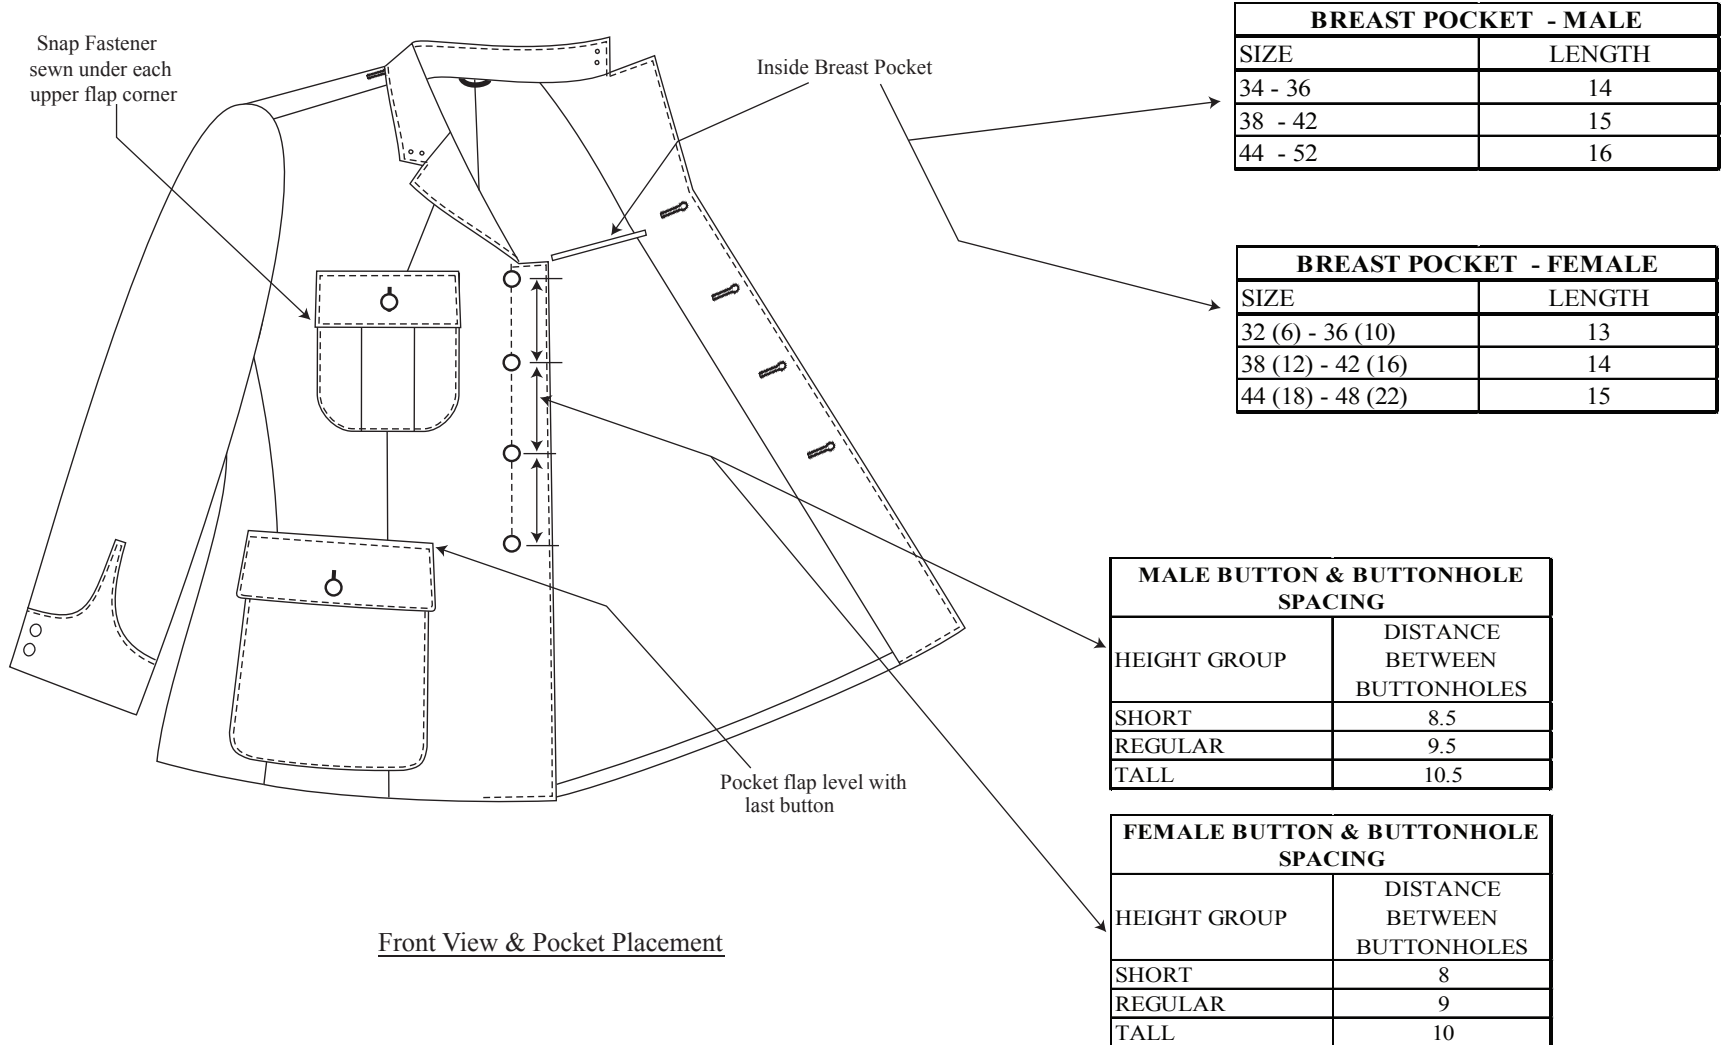 Snap Fastener
sewn under each
upper flap corner
Inside Breast Pocket
BREAST POCKET - MALE
SIZE LENGTH
34 - 36 14
38 - 42 15
44 - 52 16
BREAST POCKET - FEMALE
SIZE LENGTH
32 (6) - 36 (10) 13
38 (12) - 42 (16) 14
44 (18) - 48 (22) 15
MALE BUTTON & BUTTONHOLE
SPACING
HEIGHT GROUP
DISTANCE
BETWEEN
BUTTONHOLES
SHORT 8.5
REGULAR 9.5
TALL 10.5
Pocket flap level with
last button
FEMALE BUTTON & BUTTONHOLE
SPACING
HEIGHT GROUP
DISTANCE
BETWEEN
BUTTONHOLES
SHORT 8
REGULAR 9
TALL 10
Front View & Pocket Placement